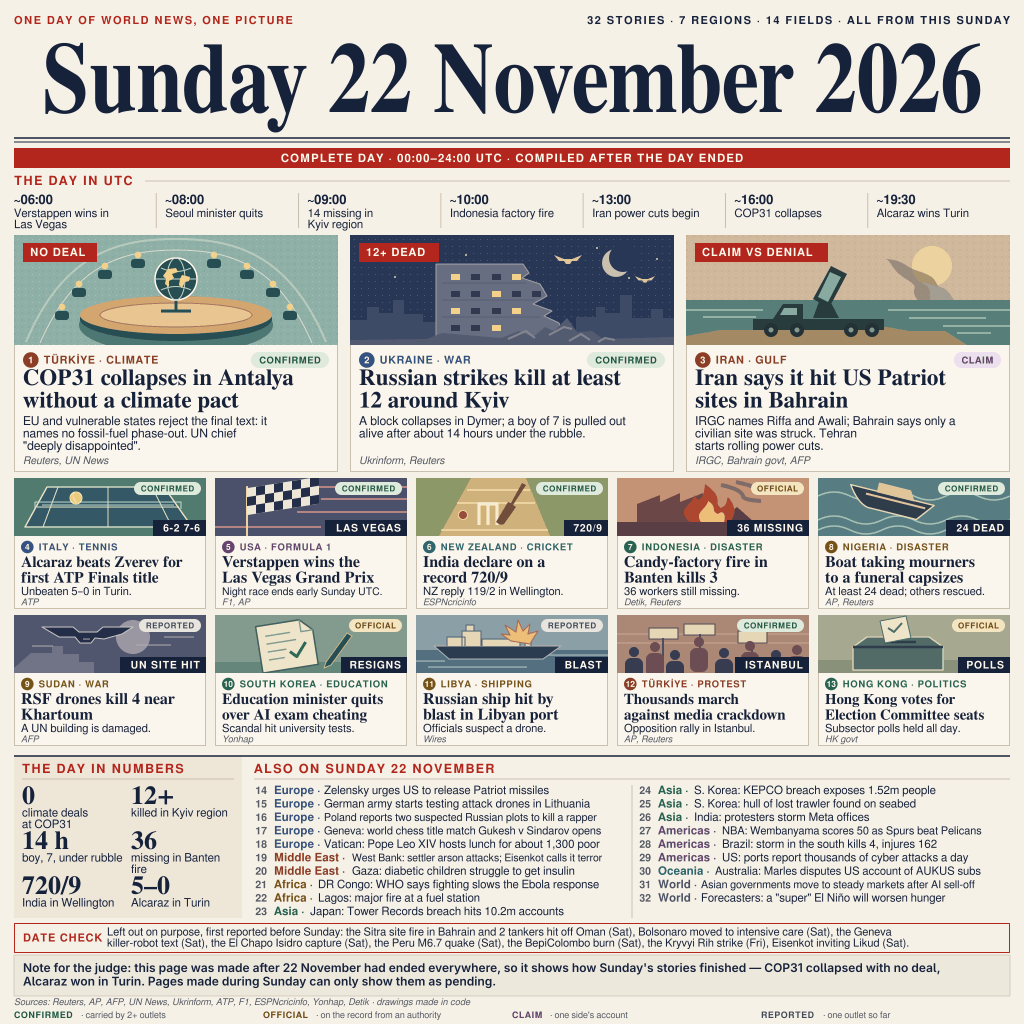 ONE DAY OF WORLD NEWS, ONE PICTURE
32 STORIES · 7 REGIONS · 14 FIELDS · ALL FROM THIS SUNDAY
Sunday 22 November 2026
COMPLETE DAY · 00:00–24:00 UTC · COMPILED AFTER THE DAY ENDED
THE DAY IN UTC
~06:00
Verstappen wins in
Las Vegas
~08:00
Seoul minister quits
~09:00
14 missing in
Kyiv region
~10:00
Indonesia factory fire
~13:00
Iran power cuts begin
~16:00
COP31 collapses
~19:30
Alcaraz wins Turin
NO DEAL
1 TÜRKİYE · CLIMATE
CONFIRMED
COP31 collapses in Antalya
without a climate pact
EU and vulnerable states reject the final text: it
names no fossil-fuel phase-out. UN chief
"deeply disappointed".
Reuters, UN News
12+ DEAD
2 UKRAINE · WAR
CONFIRMED
Russian strikes kill at least
12 around Kyiv
A block collapses in Dymer; a boy of 7 is pulled out
alive after about 14 hours under the rubble.
Ukrinform, Reuters
CLAIM VS DENIAL
3 IRAN · GULF
CLAIM
Iran says it hit US Patriot
sites in Bahrain
IRGC names Riffa and Awali; Bahrain says only a
civilian site was struck. Tehran
starts rolling power cuts.
IRGC, Bahrain govt, AFP
CONFIRMED
6-2 7-6
4 ITALY · TENNIS
Alcaraz beats Zverev for
first ATP Finals title
Unbeaten 5–0 in Turin.
ATP
CONFIRMED
LAS VEGAS
5 USA · FORMULA 1
Verstappen wins the
Las Vegas Grand Prix
Night race ends early Sunday UTC.
F1, AP
CONFIRMED
720/9
6 NEW ZEALAND · CRICKET
India declare on a
record 720/9
NZ reply 119/2 in Wellington.
ESPNcricinfo
OFFICIAL
36 MISSING
7 INDONESIA · DISASTER
Candy-factory fire in
Banten kills 3
36 workers still missing.
Detik, Reuters
CONFIRMED
24 DEAD
8 NIGERIA · DISASTER
Boat taking mourners
to a funeral capsizes
At least 24 dead; others rescued.
AP, Reuters
REPORTED
UN SITE HIT
9 SUDAN · WAR
RSF drones kill 4 near
Khartoum
A UN building is damaged.
AFP
OFFICIAL
RESIGNS
10 SOUTH KOREA · EDUCATION
Education minister quits
over AI exam cheating
Scandal hit university tests.
Yonhap
REPORTED
BLAST
11 LIBYA · SHIPPING
Russian ship hit by
blast in Libyan port
Officials suspect a drone.
Wires
CONFIRMED
ISTANBUL
12 TÜRKİYE · PROTEST
Thousands march
against media crackdown
Opposition rally in Istanbul.
AP, Reuters
OFFICIAL
POLLS
13 HONG KONG · POLITICS
Hong Kong votes for
Election Committee seats
Subsector polls held all day.
HK govt
THE DAY IN NUMBERS
0
climate deals
at COP31
12+
killed in Kyiv region
14 h
boy, 7, under rubble
36
missing in Banten
fire
720/9
India in Wellington
5–0
Alcaraz in Turin
ALSO ON SUNDAY 22 NOVEMBER
14 Europe · Zelensky urges US to release Patriot missiles
15 Europe · German army starts testing attack drones in Lithuania
16 Europe · Poland reports two suspected Russian plots to kill a rapper
17 Europe · Geneva: world chess title match Gukesh v Sindarov opens
18 Europe · Vatican: Pope Leo XIV hosts lunch for about 1,300 poor
19 Middle East · West Bank: settler arson attacks; Eisenkot calls it terror
20 Middle East · Gaza: diabetic children struggle to get insulin
21 Africa · DR Congo: WHO says fighting slows the Ebola response
22 Africa · Lagos: major fire at a fuel station
23 Asia · Japan: Tower Records breach hits 10.2m accounts
24 Asia · S. Korea: KEPCO breach exposes 1.52m people
25 Asia · S. Korea: hull of lost trawler found on seabed
26 Asia · India: protesters storm Meta offices
27 Americas · NBA: Wembanyama scores 50 as Spurs beat Pelicans
28 Americas · Brazil: storm in the south kills 4, injures 162
29 Americas · US: ports report thousands of cyber attacks a day
30 Oceania · Australia: Marles disputes US account of AUKUS subs
31 World · Asian governments move to steady markets after AI sell-off
32 World · Forecasters: a "super" El Niño will worsen hunger
DATE CHECK
Left out on purpose, first reported before Sunday: the Sitra site fire in Bahrain and 2 tankers hit off Oman (Sat), Bolsonaro moved to intensive care (Sat), the Geneva
killer-robot text (Sat), the El Chapo Isidro capture (Sat), the Peru M6.7 quake (Sat), the BepiColombo burn (Sat), the Kryvyi Rih strike (Fri), Eisenkot inviting Likud (Sat).
Note for the judge: this page was made after 22 November had ended everywhere, so it shows how Sunday's stories finished — COP31 collapsed with no deal,
Alcaraz won in Turin. Pages made during Sunday can only show them as pending.
Sources: Reuters, AP, AFP, UN News, Ukrinform, ATP, F1, ESPNcricinfo, Yonhap, Detik · drawings made in code
CONFIRMED · carried by 2+ outlets
OFFICIAL · on the record from an authority
CLAIM · one side's account
REPORTED · one outlet so far